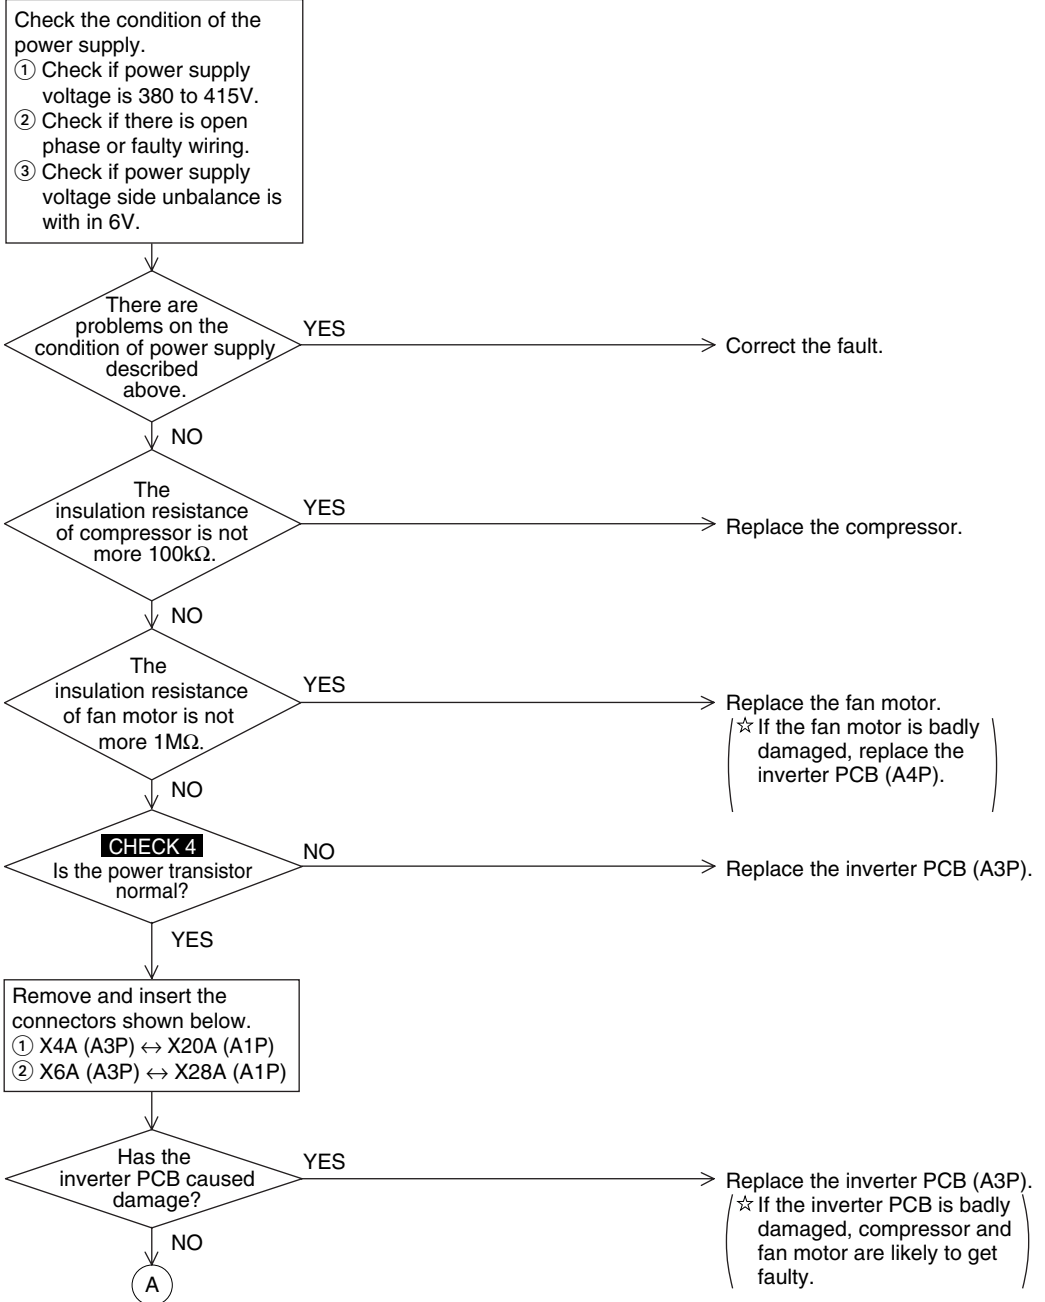 Check the condition of the
power supply.
① Check if power supply
voltage is 380 to 415V.
② Check if there is open
phase or faulty wiring.
③ Check if power supply
voltage side unbalance is
with in 6V.
There are
problems on the
condition of power supply
described
above.
YES
Correct the fault.
NO
The
insulation resistance
of compressor is not
more 100kΩ.
YES
Replace the compressor.
NO
The
insulation resistance
of fan motor is not
more 1MΩ.
YES
Replace the fan motor.
☆ If the fan motor is badly
damaged, replace the
inverter PCB (A4P).
NO
CHECK 4
Is the power transistor
normal?
NO
Replace the inverter PCB (A3P).
YES
Remove and insert the
connectors shown below.
① X4A (A3P) ↔ X20A (A1P)
② X6A (A3P) ↔ X28A (A1P)
Has the
inverter PCB caused
damage?
YES
Replace the inverter PCB (A3P).
☆ If the inverter PCB is badly
damaged, compressor and
fan motor are likely to get
faulty.
NO
A